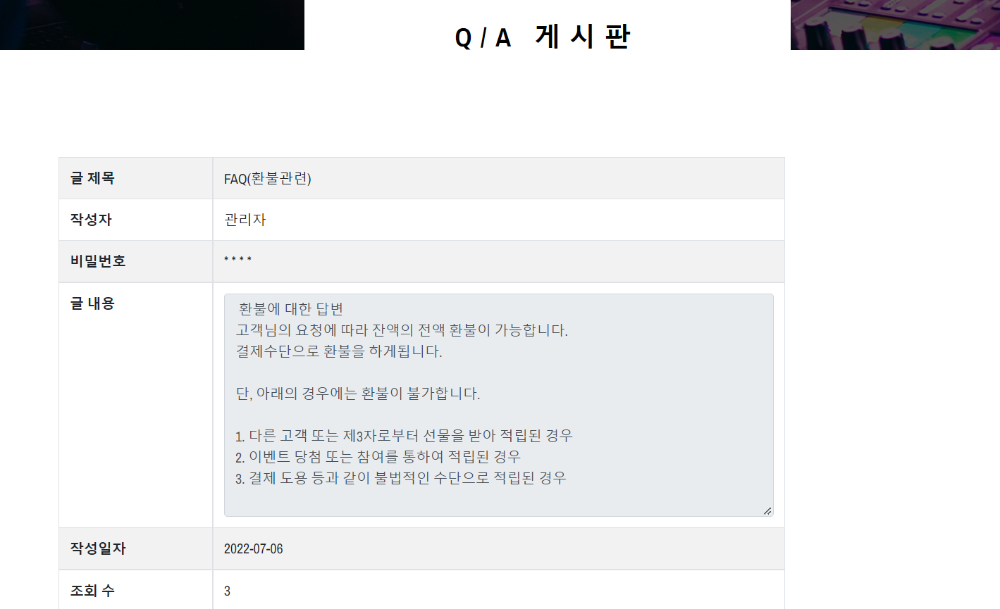 Q / A 게 시 판
글 제목 FAQ(환불관련)
작성자 관리자
비밀번호 * * * *
글 내용
환불에 대한 답변
고객님의 요청에 따라 잔액의 전액 환불이 가능합니다.
결제수단으로 환불을 하게됩니다.
단, 아래의 경우에는 환불이 불가합니다.
1. 다른 고객 또는 제3자로부터 선물을 받아 적립된 경우
2. 이벤트 당첨 또는 참여를 통하여 적립된 경우
3. 결제 도용 등과 같이 불법적인 수단으로 적립된 경우
작성일자 2022-07-06
조회 수 3